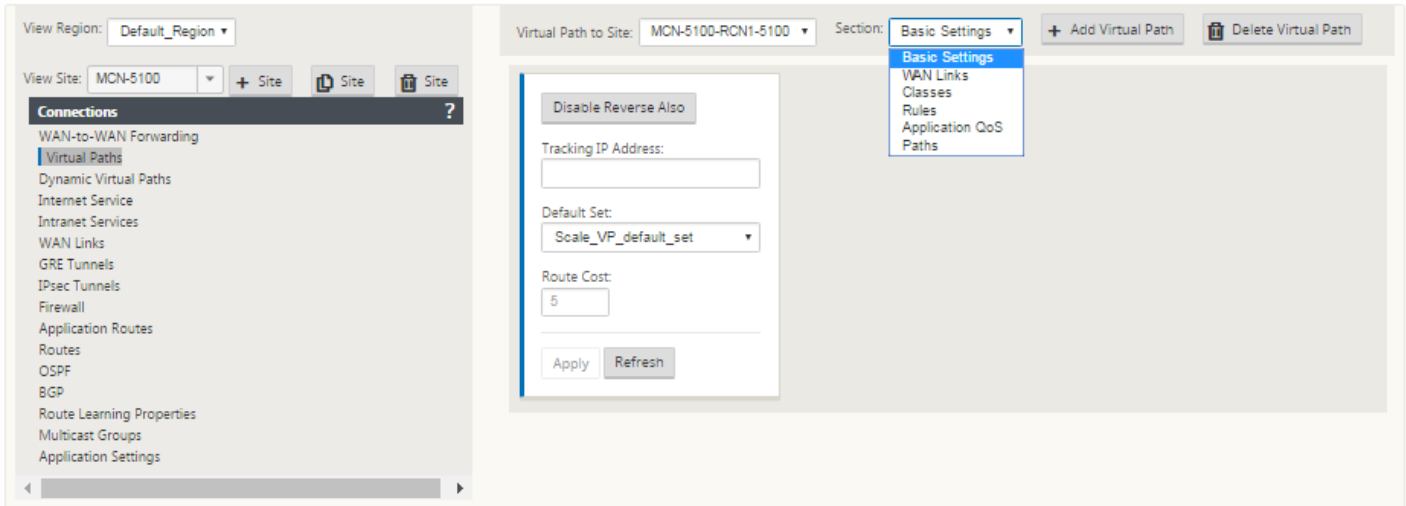 View Region: Default_Region
View Site: MCN-5100 + Site Site Site
Connections ?
WAN-to-WAN Forwarding
Virtual Paths
Dynamic Virtual Paths
Internet Service
Intranet Services
WAN Links
GRE Tunnels
IPsec Tunnels
Firewall
Application Routes
Routes
OSPF
BGP
Route Learning Properties
Multicast Groups
Application Settings
Virtual Path to Site: MCN-5100-RCN1-5100 Section: Basic Settings + Add Virtual Path Delete Virtual Path
Basic Settings
WAN Links
Classes
Rules
Application QoS
Paths
Disable Reverse Also
Tracking IP Address:
Default Set:
Scale_VP_default_set
Route Cost:
5
Apply Refresh